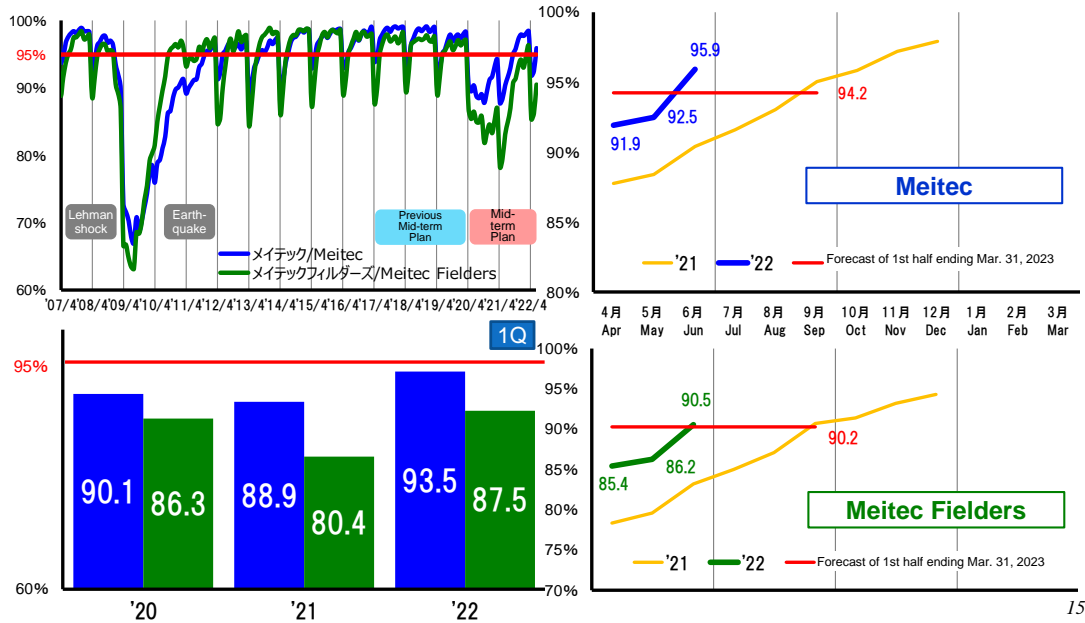 100%
95%
90%
80%
70%
60%
Lehman
shock
Earth-
quake
Previous
Mid-term
Plan
Mid-
term
Plan
メイテック/Meitec
メイテックフィルダーズ/Meitec Fielders
'07/4'08/4'09/4'10/4'11/4'12/4'13/4'14/4'15/4'16/4'17/4'18/4'19/4'20/4'21/4'22/4
100%
95%
90%
85%
80%
95.9
92.5
91.9
94.2
Meitec
'21
'22
Forecast of 1st half ending Mar. 31, 2023
4月 5月 6月 7月 8月 9月 10月 11月 12月 1月 2月 3月
Apr May Jun Jul Aug Sep Oct Nov Dec Jan Feb Mar
1Q
95%
60%
90.1
86.3
88.9
80.4
93.5
87.5
'20
'21
'22
100%
95%
90%
85%
80%
75%
70%
90.5
86.2
85.4
90.2
Meitec Fielders
'21
'22
Forecast of 1st half ending Mar. 31, 2023
15